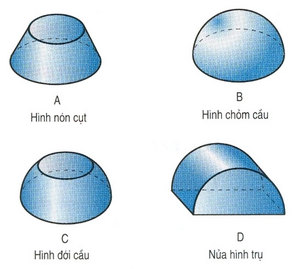 A
Hình nón cụt
B
Hình chỏm cầu
C
Hình đới cầu
D
Nửa hình trụ